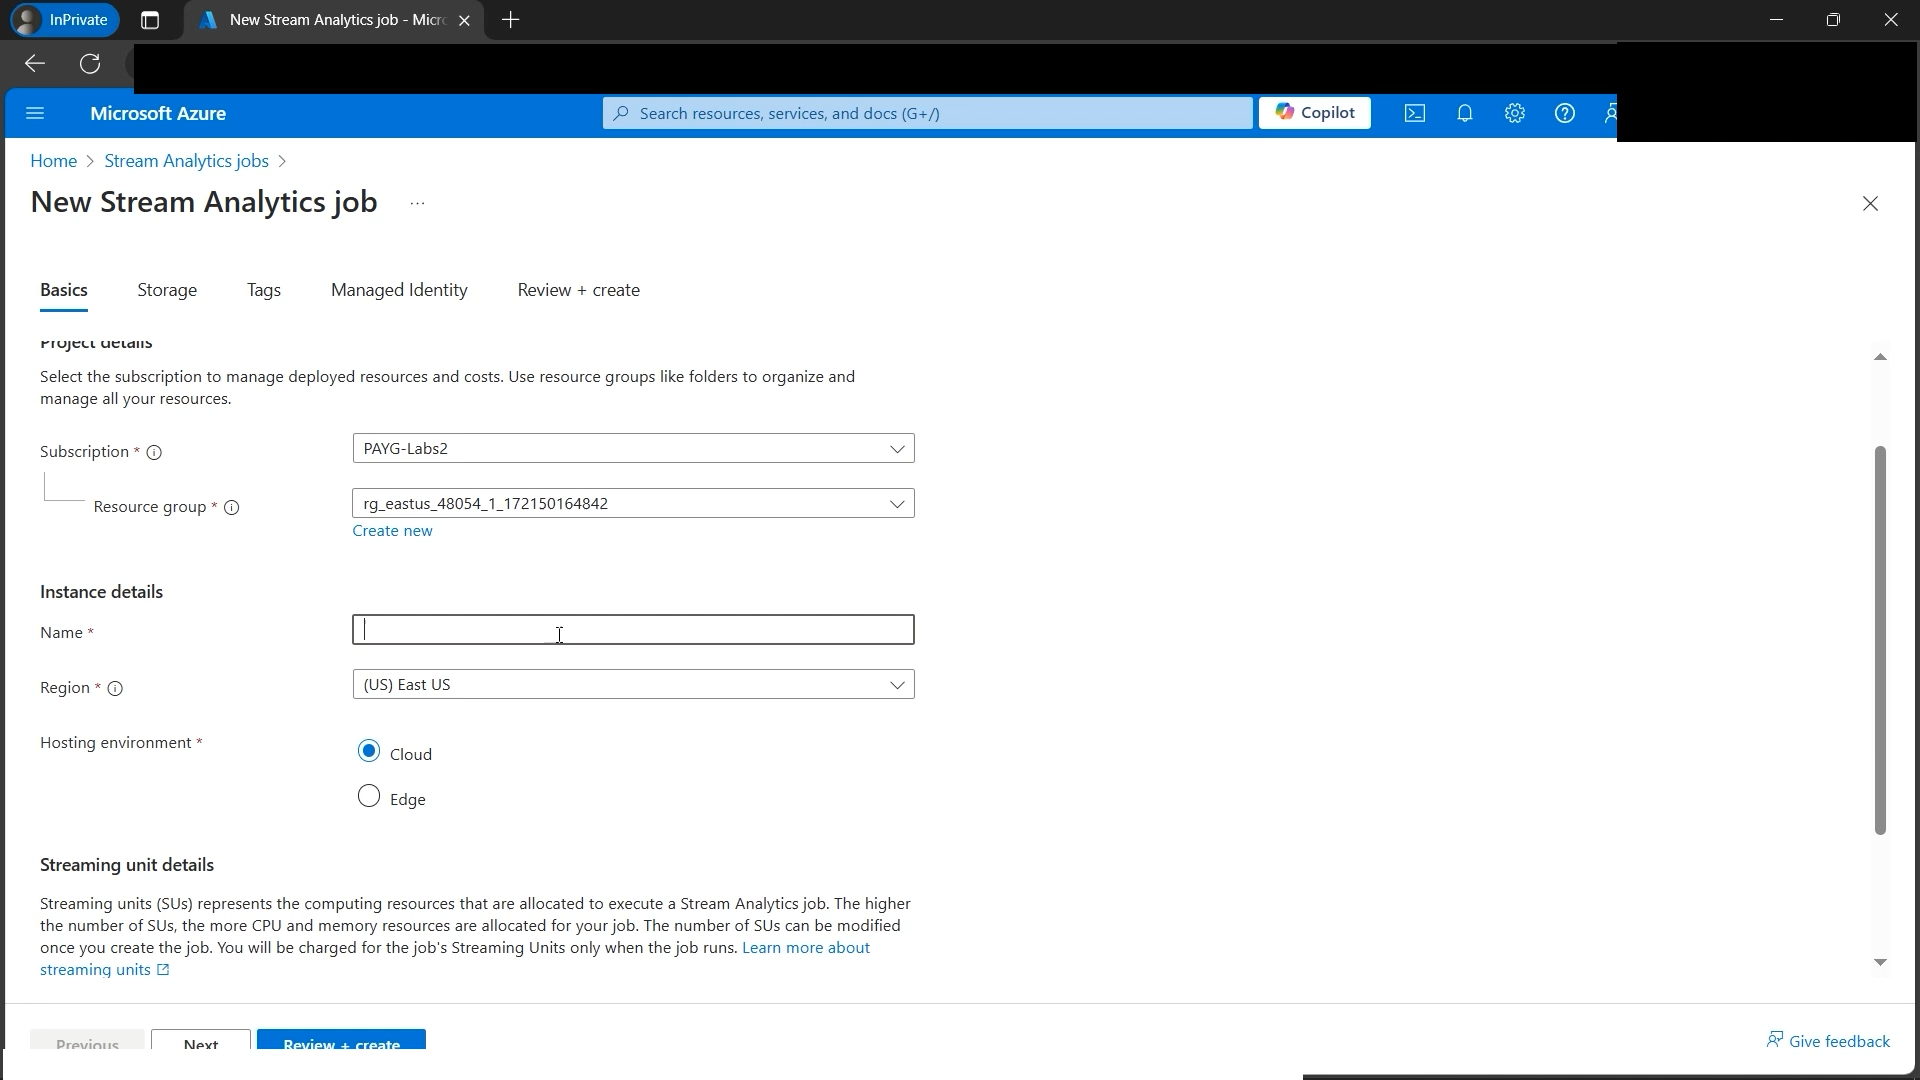 InPrivate
New Stream Analytics job - Micr
Microsoft Azure
Search resources, services, and docs (G+/)
Copilot
Home > Stream Analytics jobs >
New Stream Analytics job ...
Basics
Storage
Tags
Managed Identity
Review + create
Project details
Select the subscription to manage deployed resources and costs. Use resource groups like folders to organize and
manage all your resources.
Subscription *
PAYG-Labs2
Resource group *
rg_eastus_48054_1_172150164842
Create new
Instance details
Name *
Region *
(US) East US
Hosting environment *
Cloud
Edge
Streaming unit details
Streaming units (SUs) represents the computing resources that are allocated to execute a Stream Analytics job. The higher
the number of SUs, the more CPU and memory resources are allocated for your job. The number of SUs can be modified
once you create the job. You will be charged for the job's Streaming Units only when the job runs. Learn more about
streaming units
Previous
Next
Review + create
Give feedback